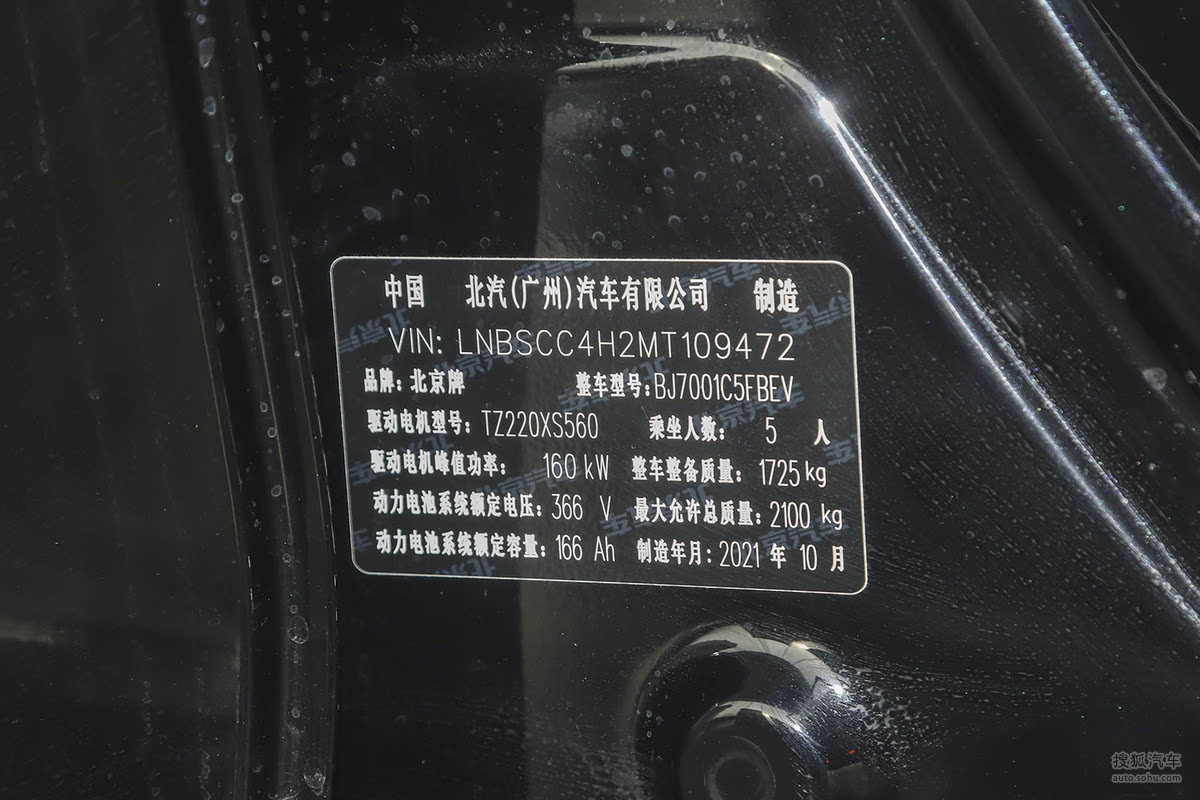 中国 北汽(广州)汽车有限公司 制造
VIN: LNBSCC4H2MT109472
品牌: 北京牌 整车型号: BJ7001C5FBEV
驱动电机型号: TZ220XS560 乘坐人数: 5 人
驱动电机峰值功率: 160 kW 整车整备质量: 1725 kg
动力电池系统额定电压: 366 V 最大允许总质量: 2100 kg
动力电池系统额定容量: 166 Ah 制造年月: 2021 年 10 月
搜狐汽车
auto.sohu.com